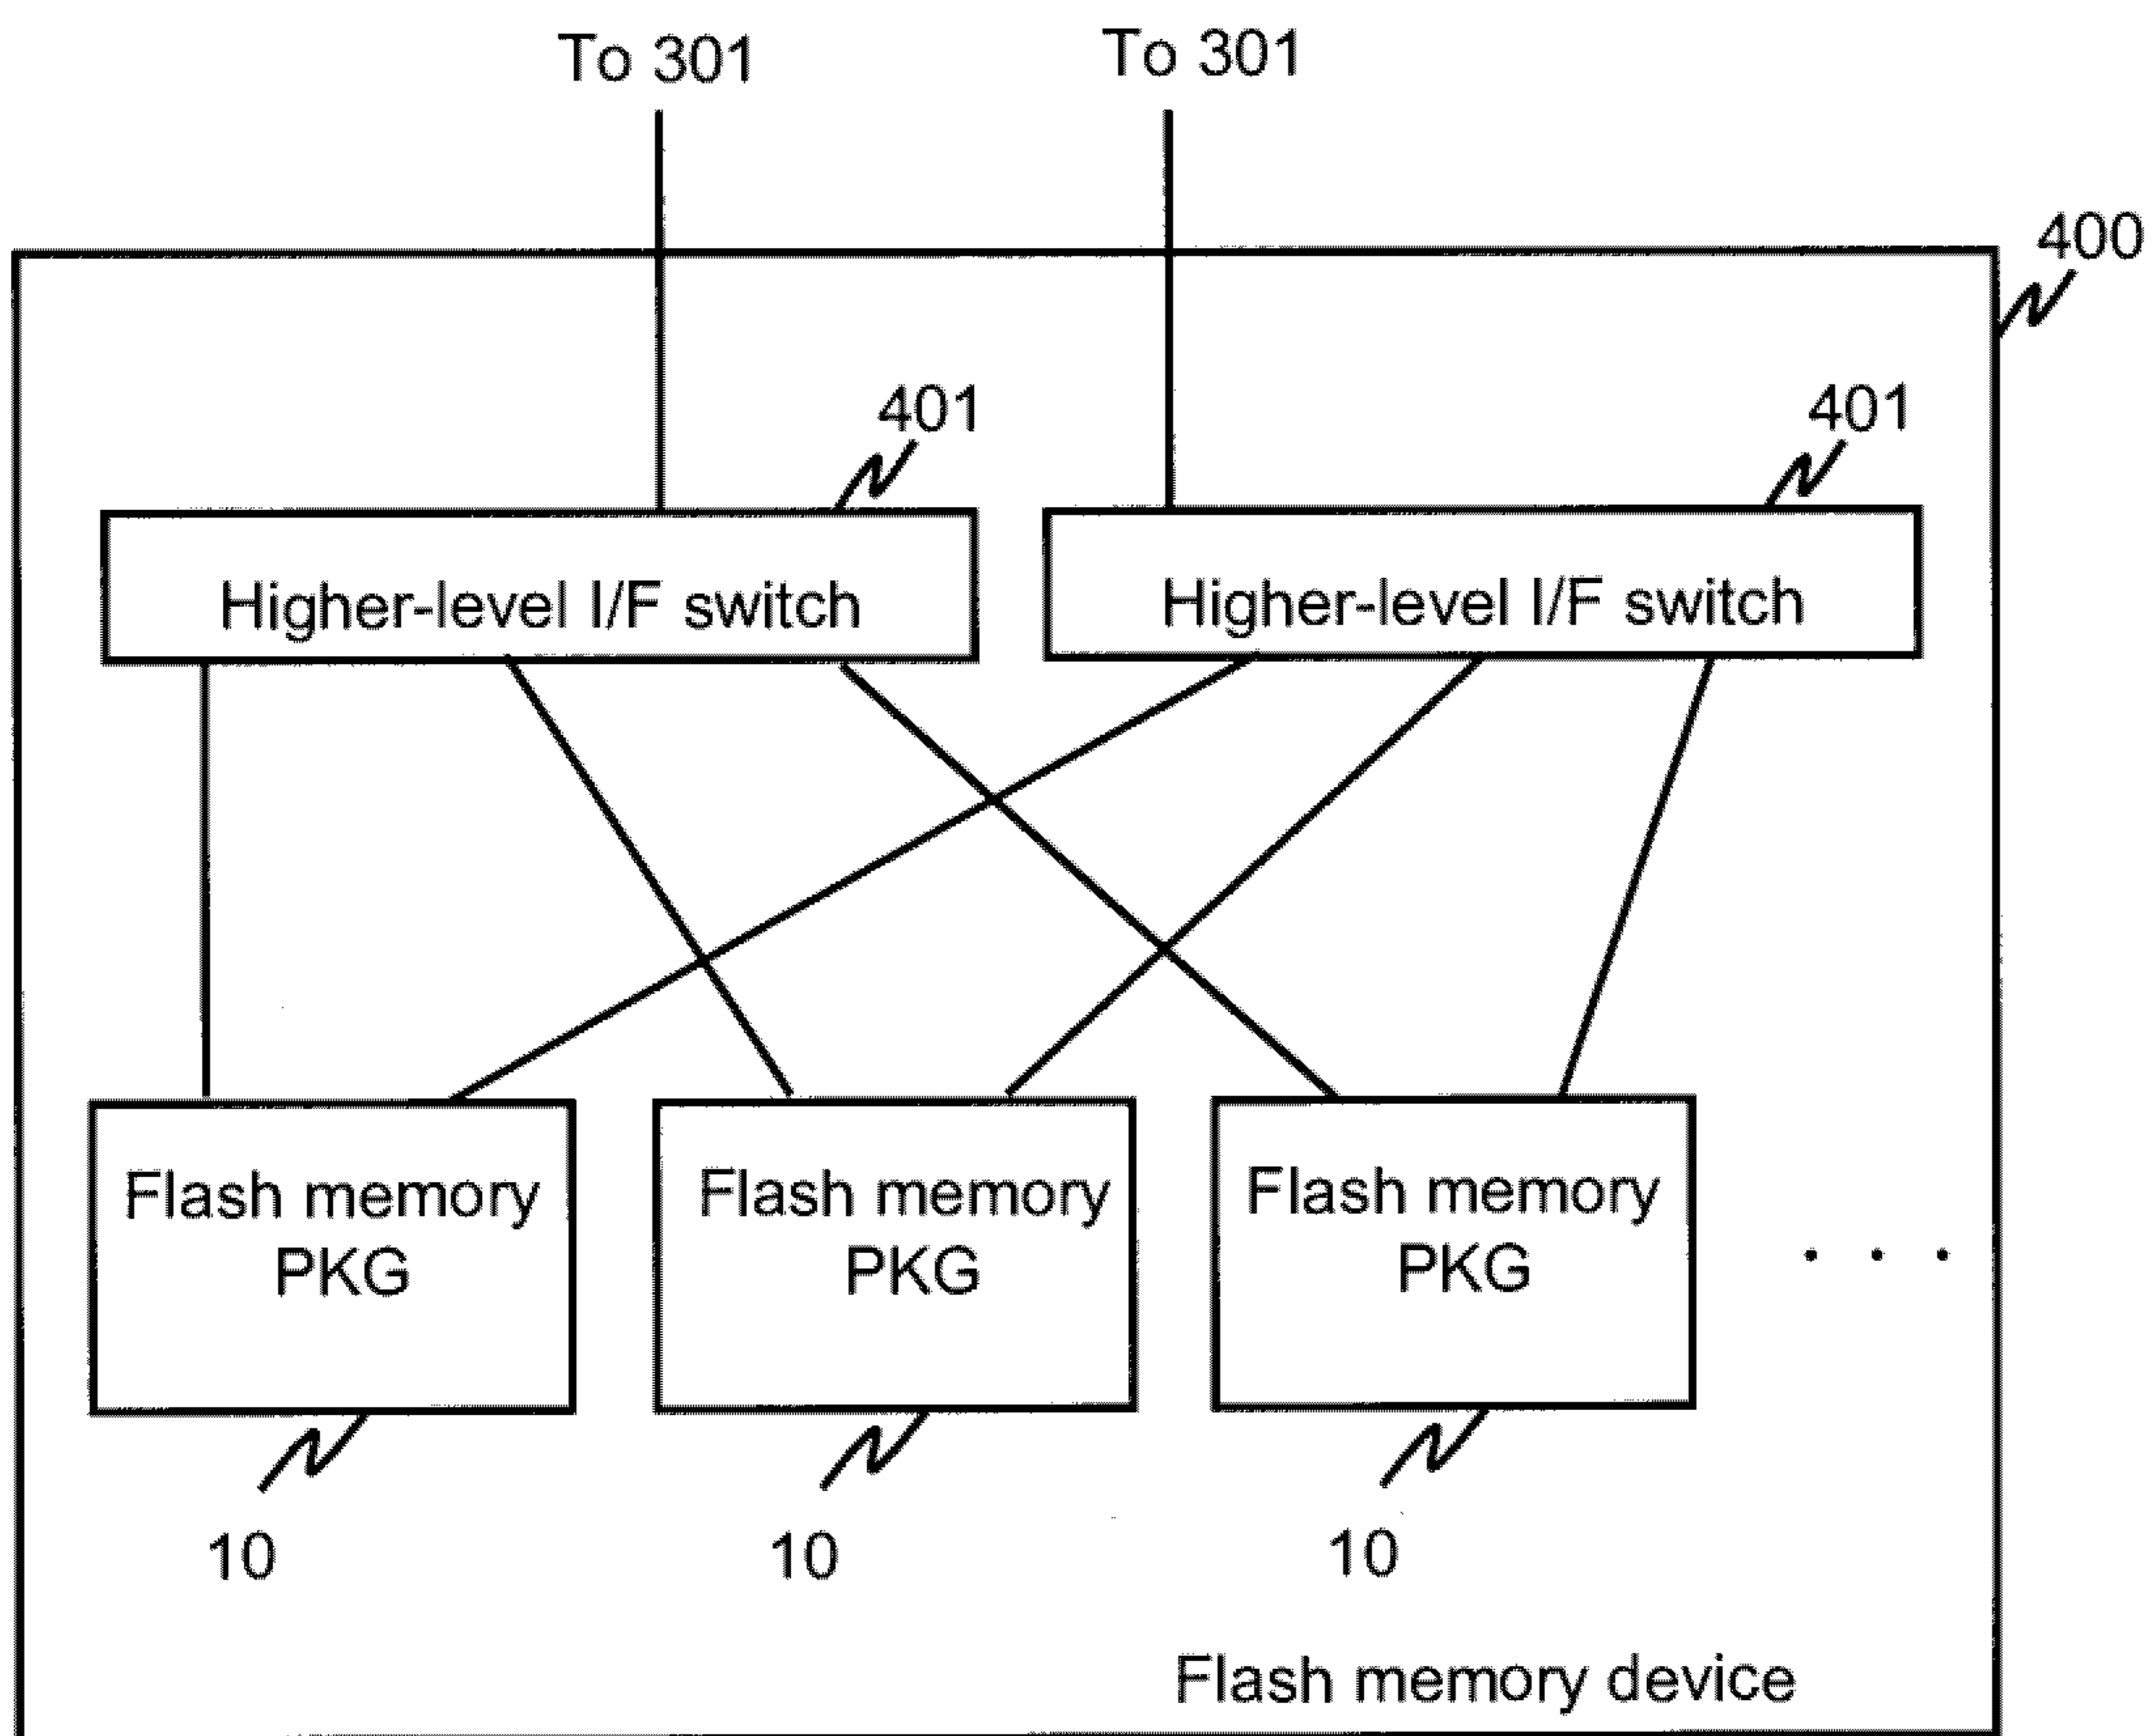 To 301
To 301
400
401
401
Higher-level I/F switch
Higher-level I/F switch
Flash memory
PKG
Flash memory
PKG
Flash memory
PKG
. . .
10
10
10
Flash memory device